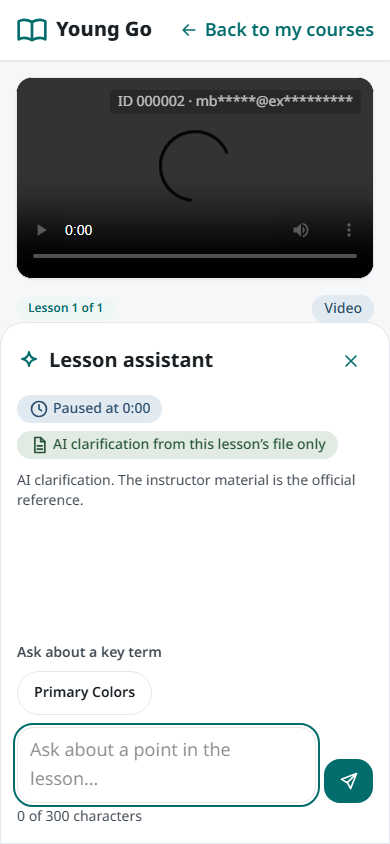 Young Go
← Back to my courses
ID 000002 · mb*****@ex*********
0:00
Lesson 1 of 1
Video
Lesson assistant
Paused at 0:00
AI clarification from this lesson’s file only
AI clarification. The instructor material is the official
reference.
Ask about a key term
Primary Colors
Ask about a point in the
lesson...
0 of 300 characters